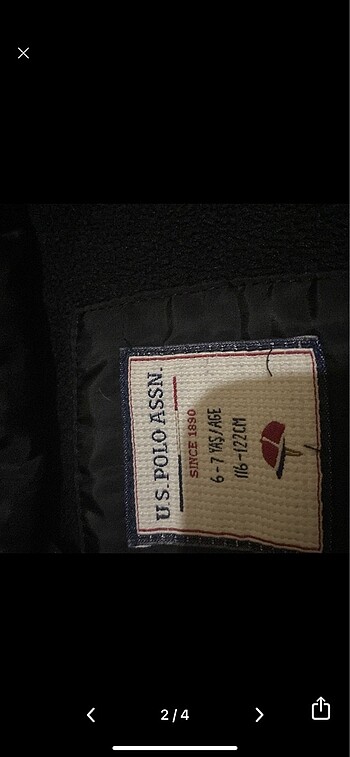 U.S. POLO ASSN.
SINCE 1890
6-7 YAŞ/AGE
116-122CM
2/4